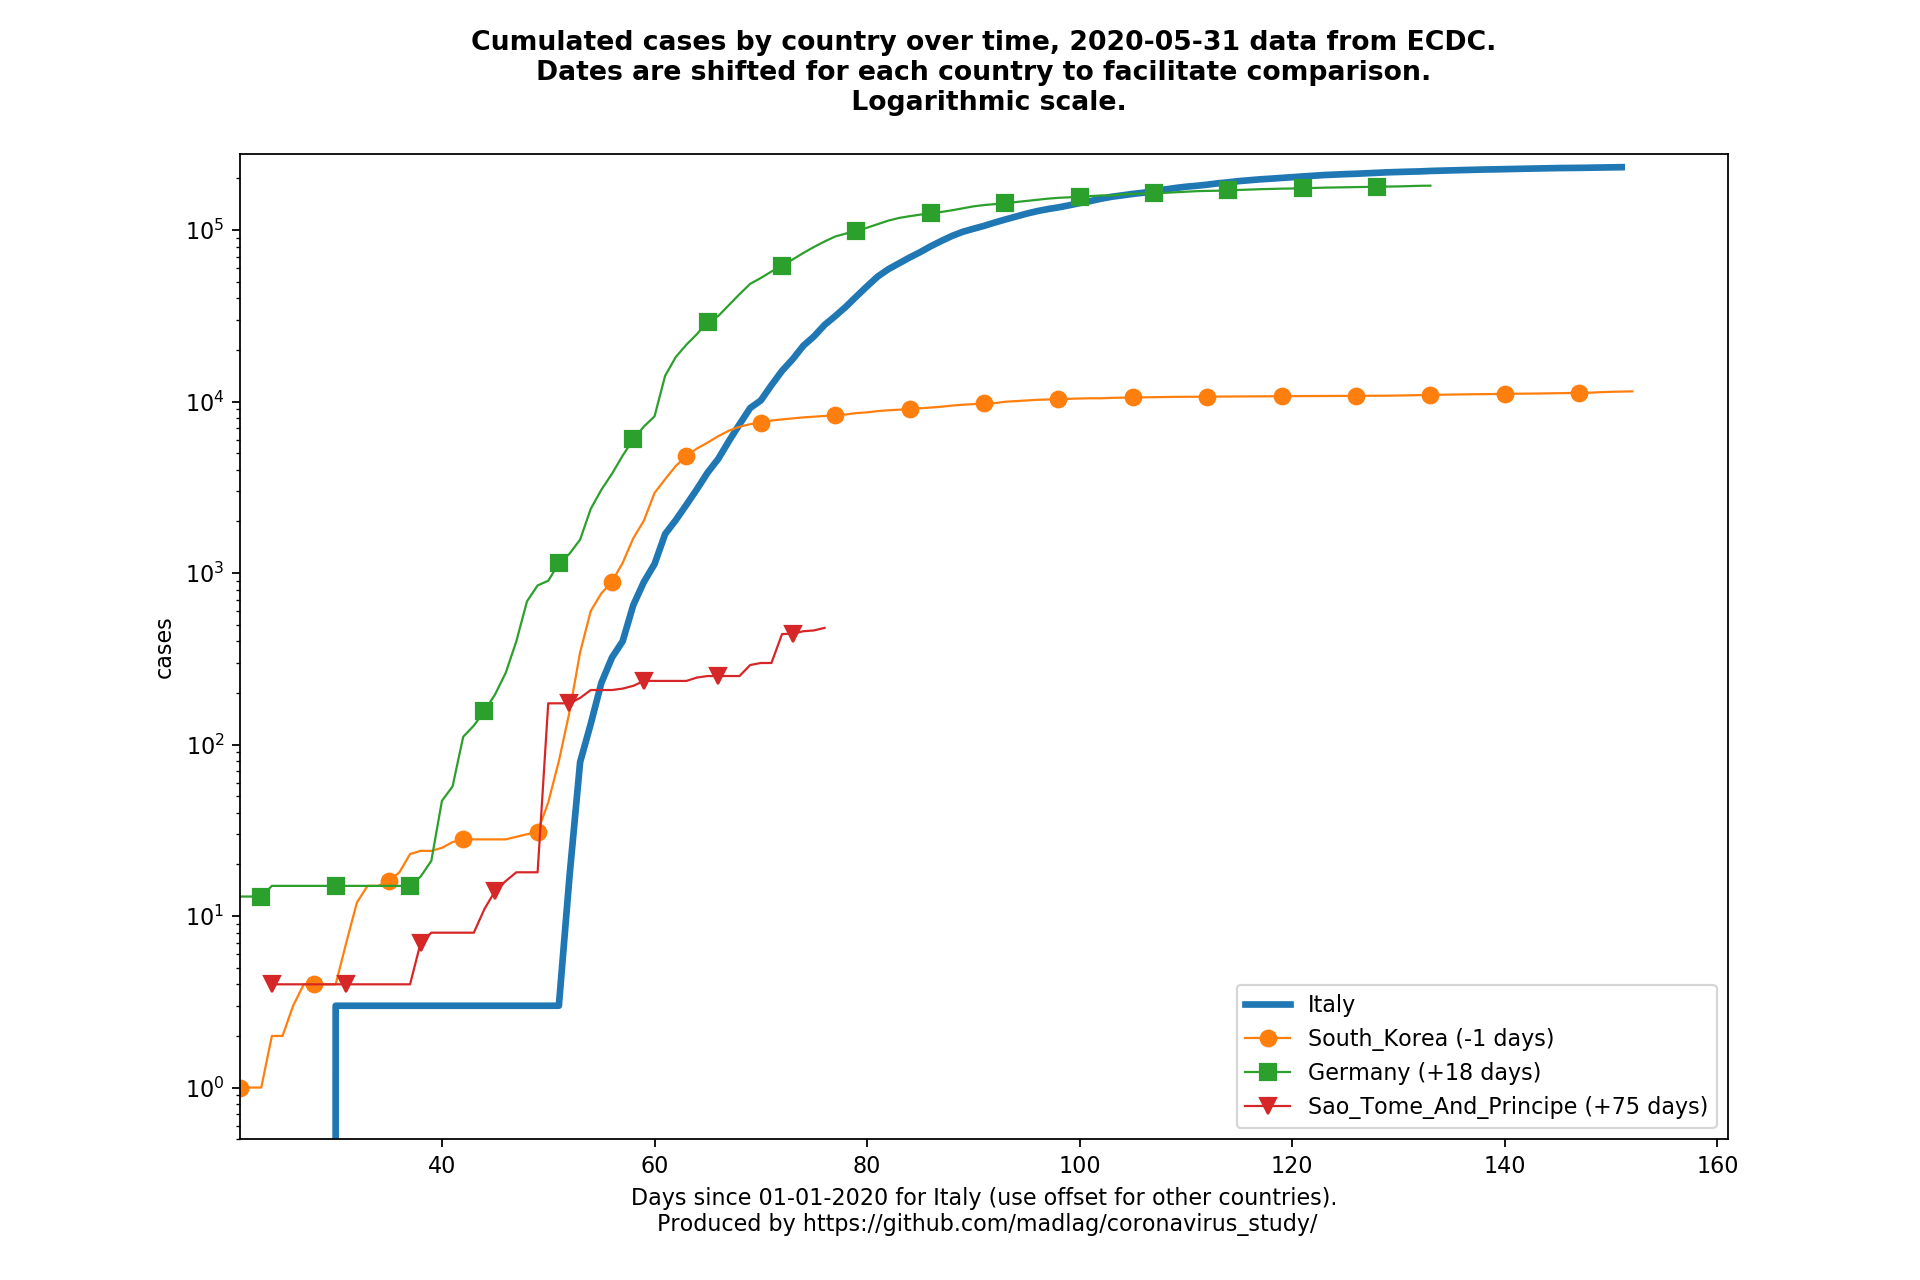 Cumulated cases by country over time, 2020-05-31 data from ECDC.
Dates are shifted for each country to facilitate comparison.
Logarithmic scale.
10^5
10^4
10^3
10^2
10^1
10^0
cases
40 60 80 100 120 140 160
Italy
South_Korea (-1 days)
Germany (+18 days)
Sao_Tome_And_Principe (+75 days)
Days since 01-01-2020 for Italy (use offset for other countries).
Produced by https://github.com/madlag/coronavirus_study/